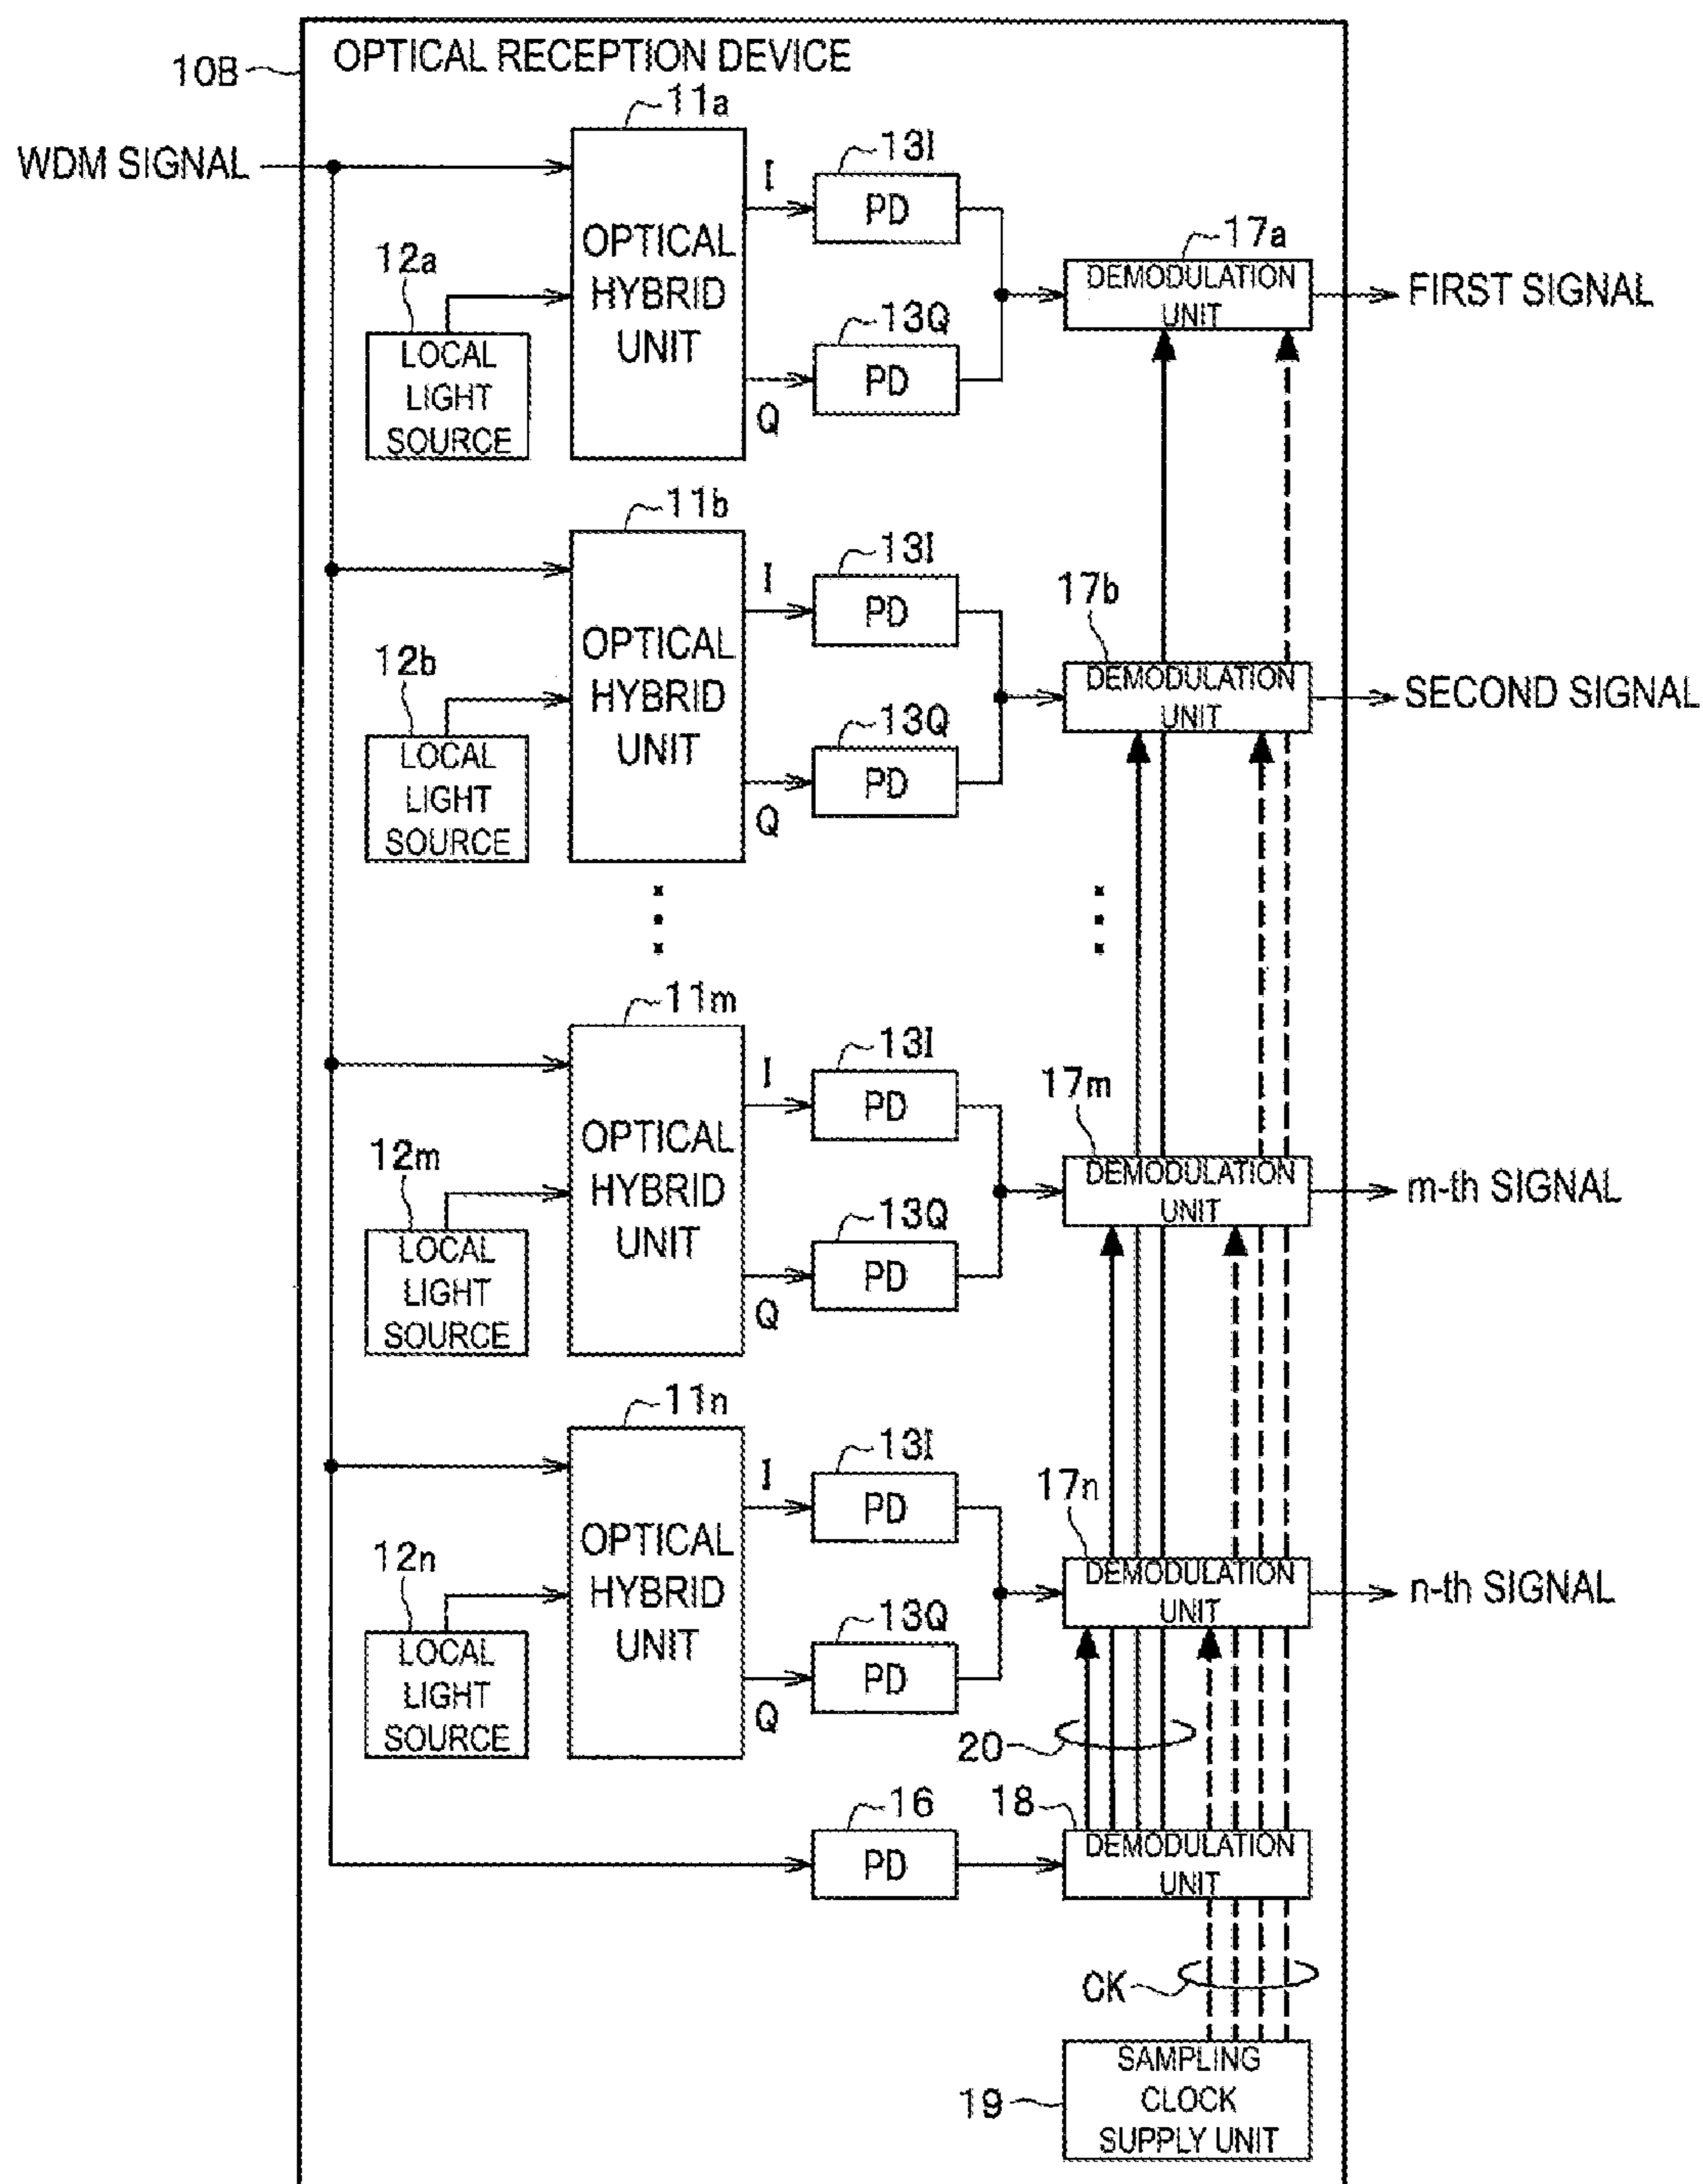 10B
OPTICAL RECEPTION DEVICE
11a
WDM SIGNAL
I
13I
PD
OPTICAL
HYBRID
UNIT
12a
LOCAL
LIGHT
SOURCE
13Q
PD
Q
17a
DEMODULATION
UNIT
FIRST SIGNAL
11b
I
13I
PD
OPTICAL
HYBRID
UNIT
12b
LOCAL
LIGHT
SOURCE
13Q
PD
Q
17b
DEMODULATION
UNIT
SECOND SIGNAL
11m
I
13I
PD
OPTICAL
HYBRID
UNIT
12m
LOCAL
LIGHT
SOURCE
13Q
PD
Q
17m
DEMODULATION
UNIT
m-th SIGNAL
11n
I
13I
PD
OPTICAL
HYBRID
UNIT
12n
LOCAL
LIGHT
SOURCE
13Q
PD
Q
17n
DEMODULATION
UNIT
n-th SIGNAL
20
16
PD
18
DEMODULATION
UNIT
CK
19
SAMPLING
CLOCK
SUPPLY UNIT